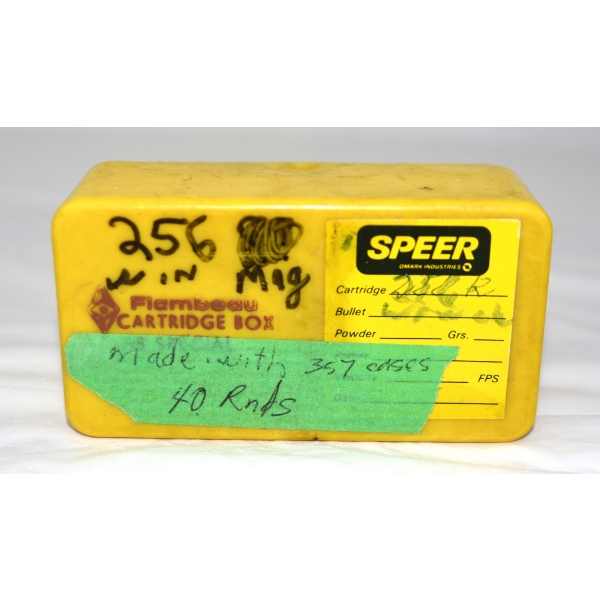 256
WIN Mag
Flambeau
CARTRIDGE BOX
Made with 357 cases
40 Rnds
SPEER
OMARK INDUSTRIES
Cartridge
Bullet
Powder Grs.
FPS